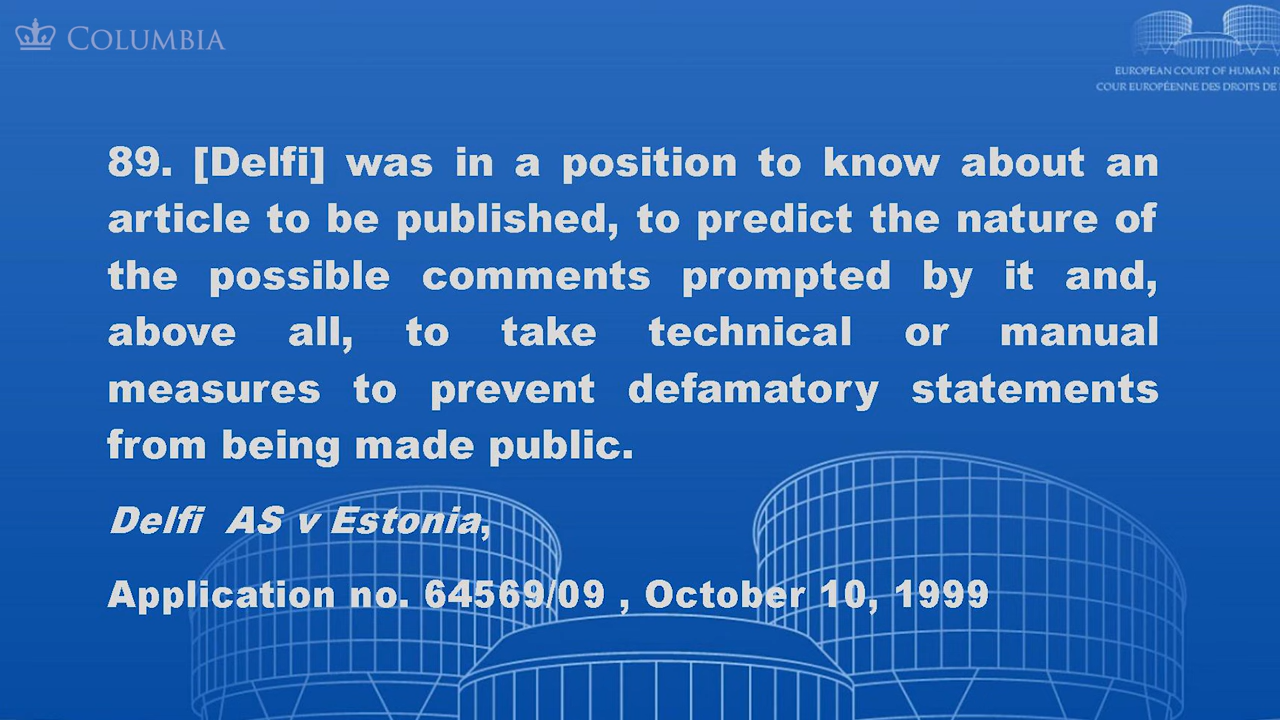 COLUMBIA
EUROPEAN COURT OF HUMAN R
COUR EUROPÉENNE DES DROITS DE
89. [Delfi] was in a position to know about an
article to be published, to predict the nature of
the possible comments prompted by it and,
above all, to take technical or manual
measures to prevent defamatory statements
from being made public.
Delfi AS v Estonia,
Application no. 64569/09 , October 10, 1999